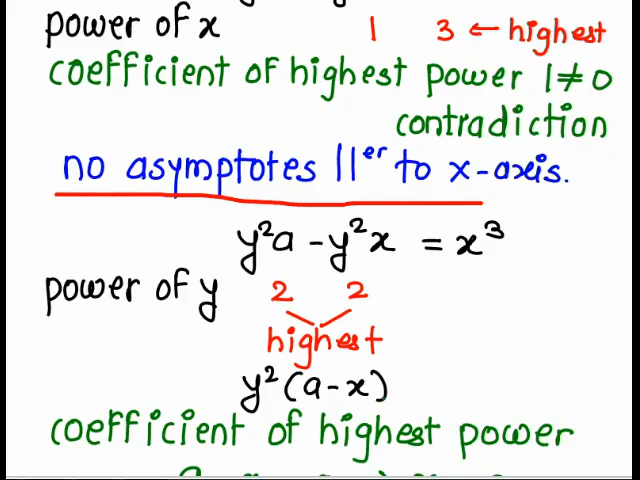 power of x 1 3 ← highest
coefficient of highest power 1≠0
contradiction
no asymptotes ||er to x-axis.
y²a - y²x = x³
power of y 2 2
highest
y²(a-x)
coefficient of highest power